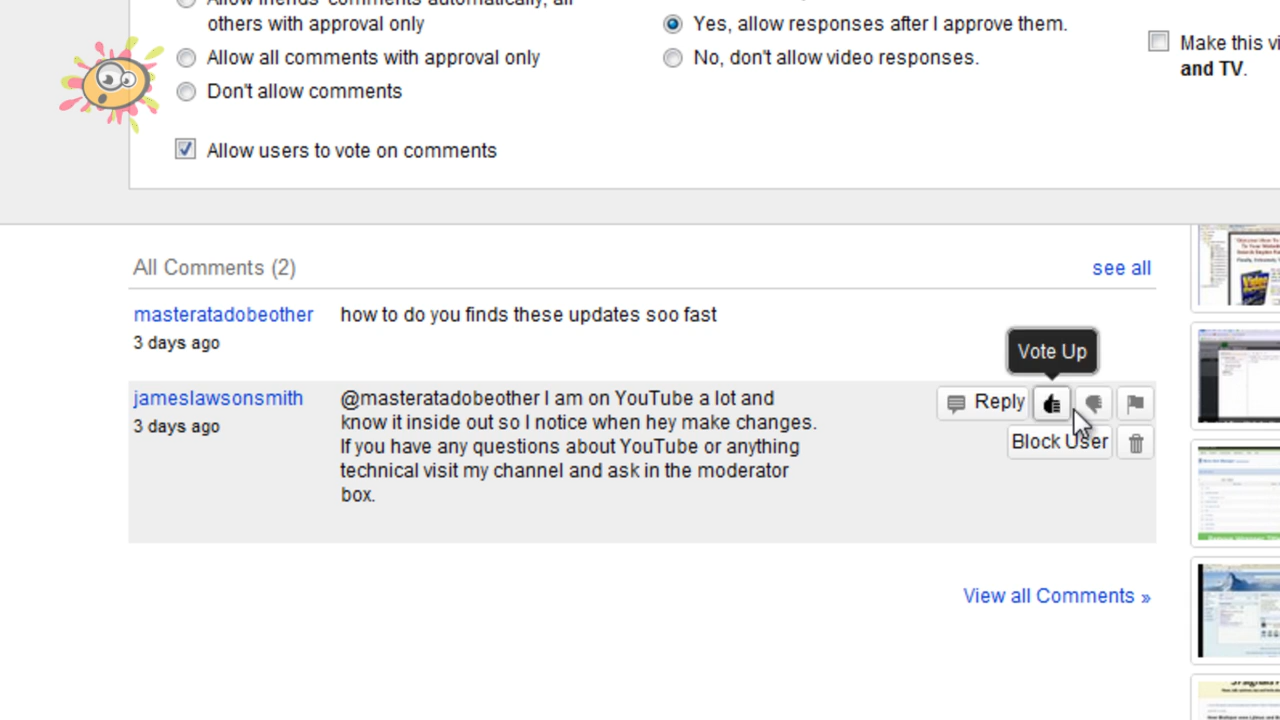 Allow friends' comments automatically, all
others with approval only
Allow all comments with approval only
Don't allow comments
Allow users to vote on comments
Yes, allow responses after I approve them.
No, don't allow video responses.
Make this vi
and TV.
All Comments (2)
see all
masteratadobeother
3 days ago
how to do you finds these updates soo fast
Vote Up
jameslawsonsmith
3 days ago
@masteratadobeother I am on YouTube a lot and
know it inside out so I notice when hey make changes.
If you have any questions about YouTube or anything
technical visit my channel and ask in the moderator
box.
Reply
Block User
View all Comments »